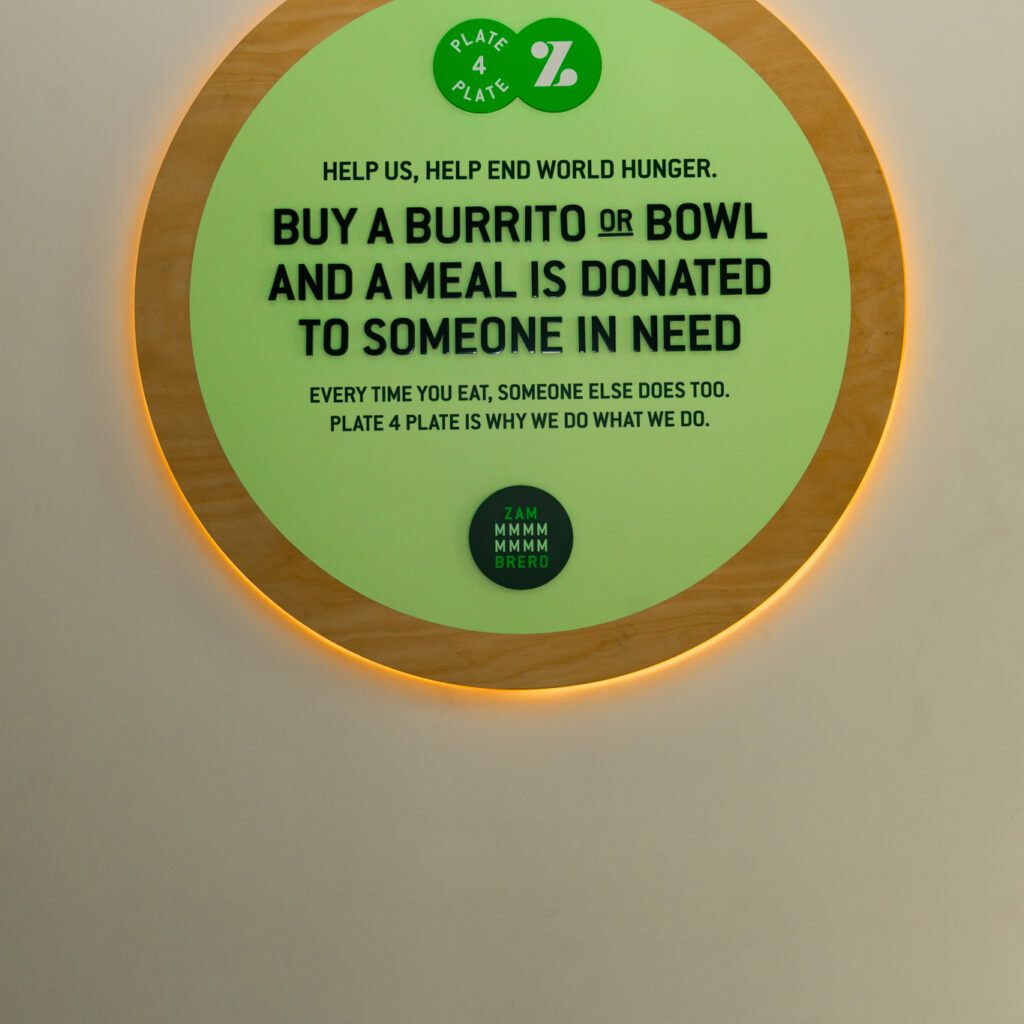 PLATE
4
PLATE
Z
HELP US, HELP END WORLD HUNGER.
BUY A BURRITO OR BOWL
AND A MEAL IS DONATED
TO SOMEONE IN NEED
EVERY TIME YOU EAT, SOMEONE ELSE DOES TOO.
PLATE 4 PLATE IS WHY WE DO WHAT WE DO.
ZAM
MMMM
MMMM
BRERO